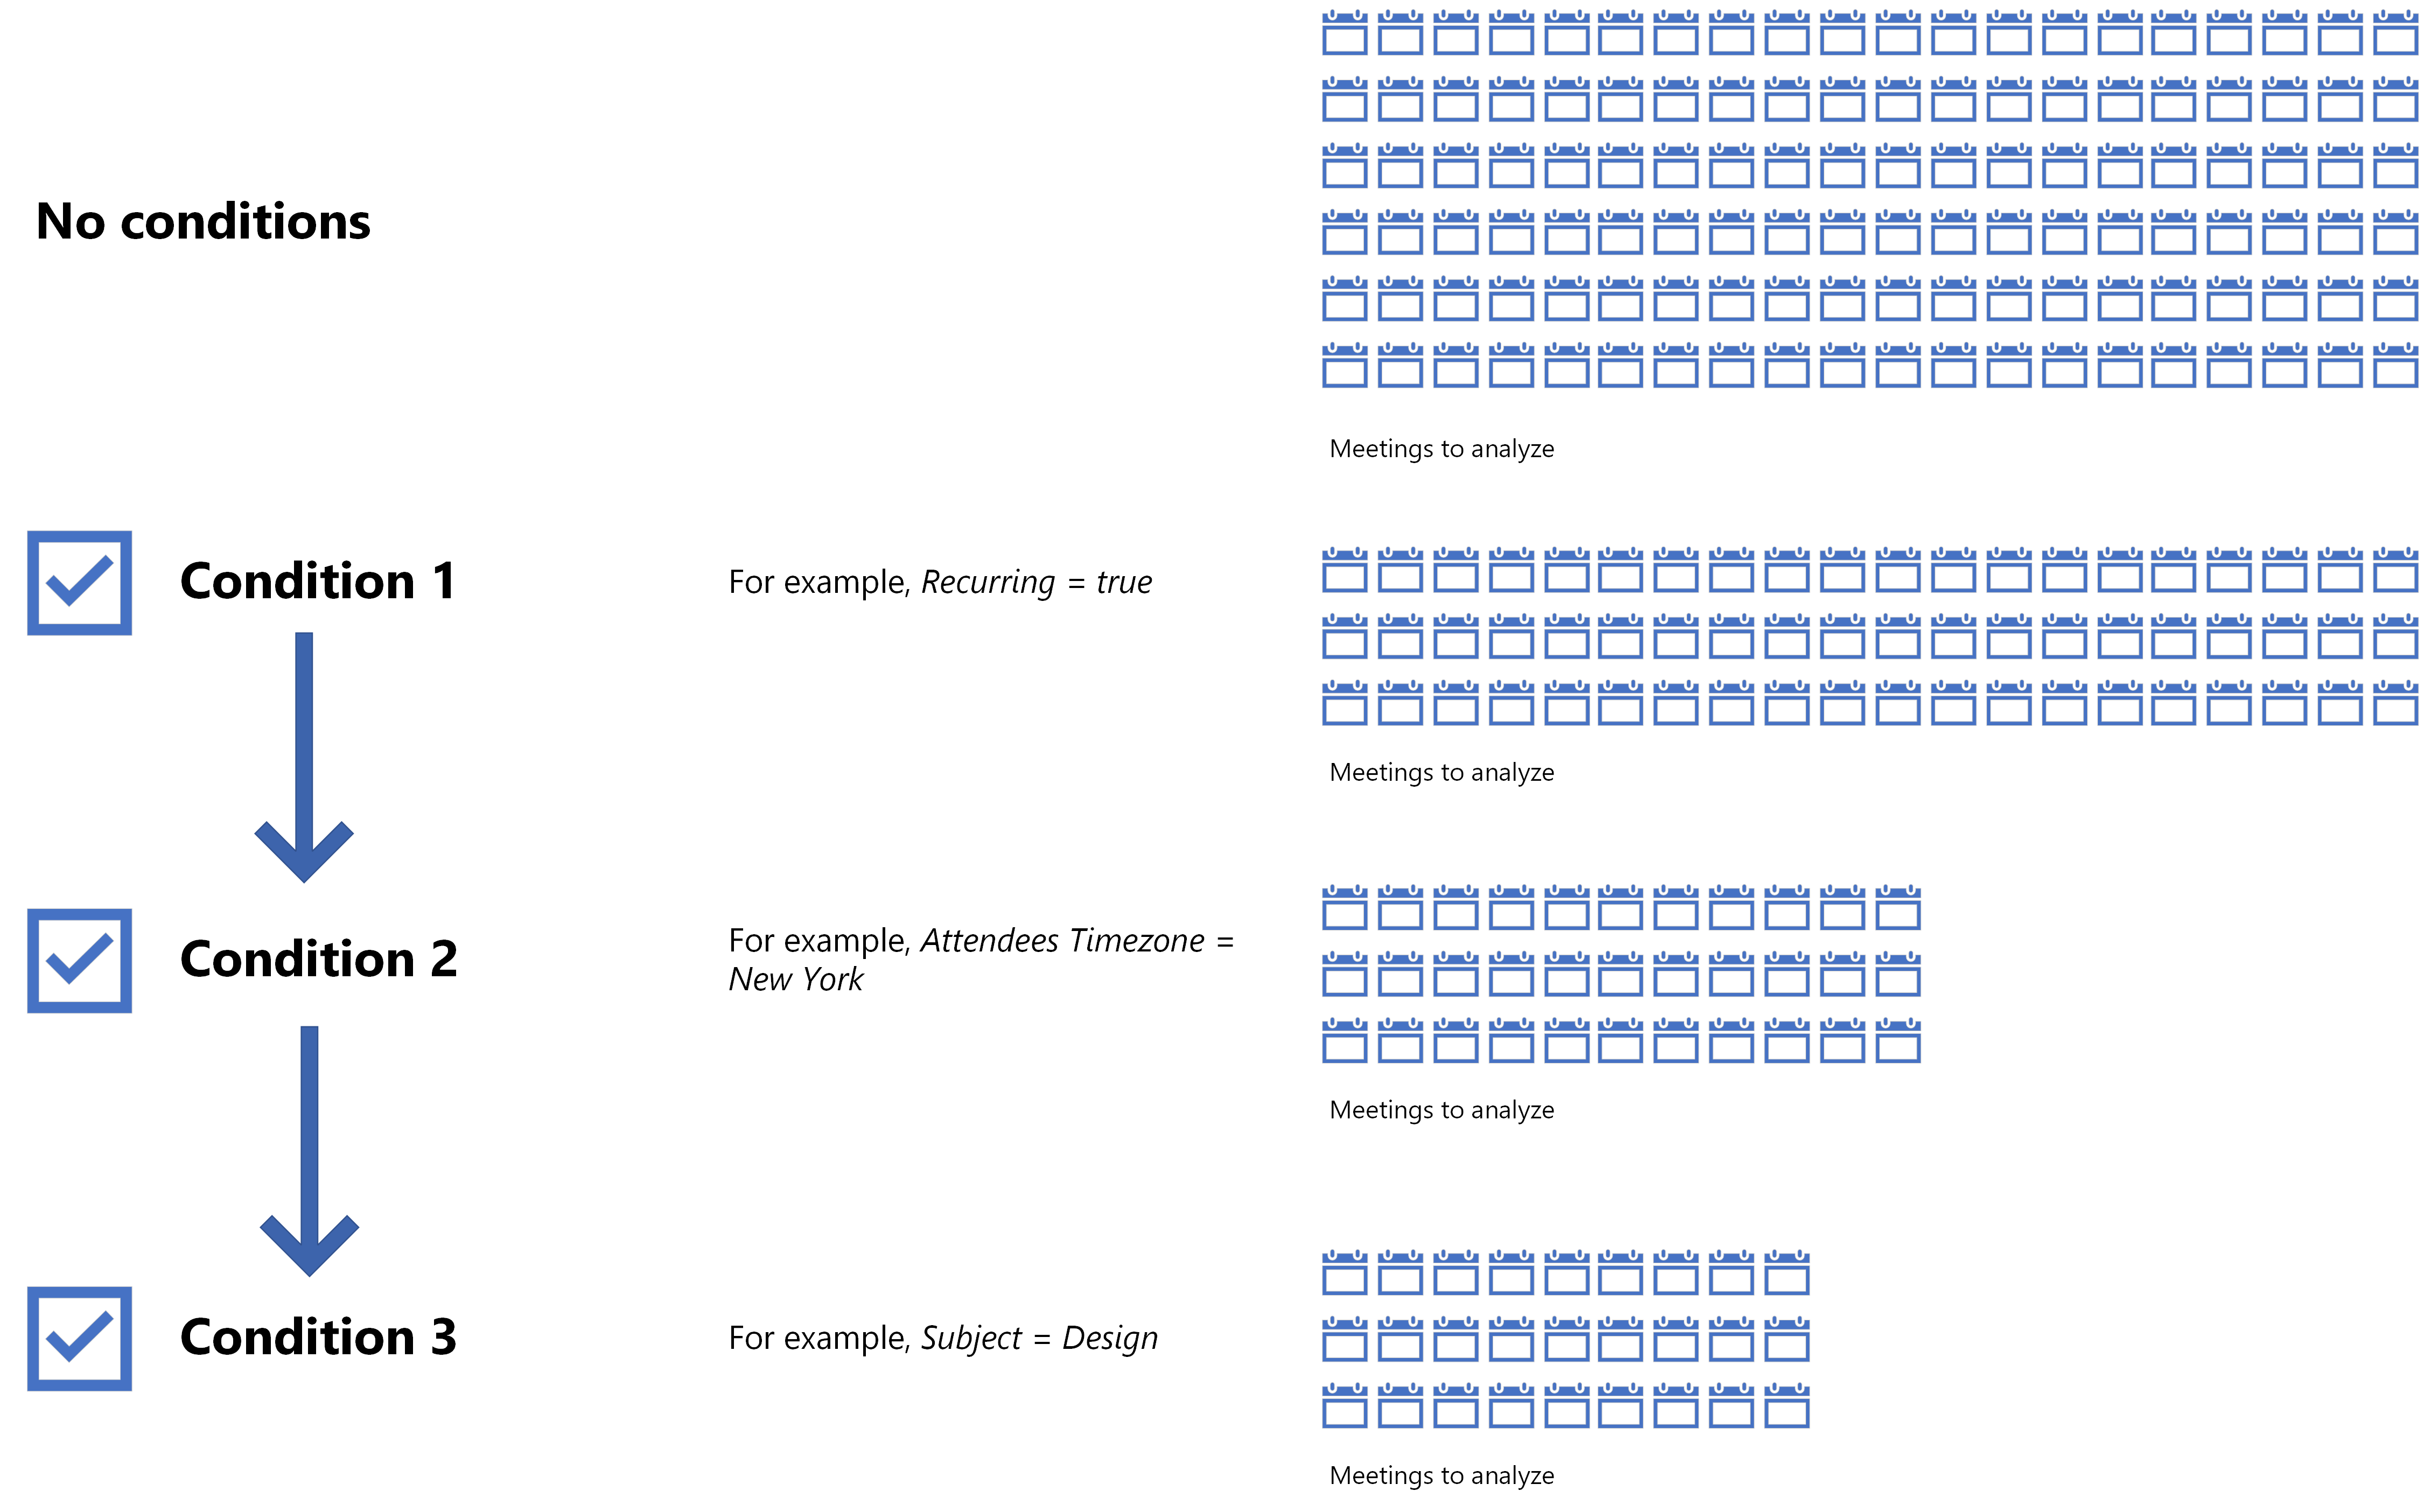 No conditions
Meetings to analyze
Condition 1
For example, Recurring = true
Meetings to analyze
Condition 2
For example, Attendees Timezone =
New York
Meetings to analyze
Condition 3
For example, Subject = Design
Meetings to analyze